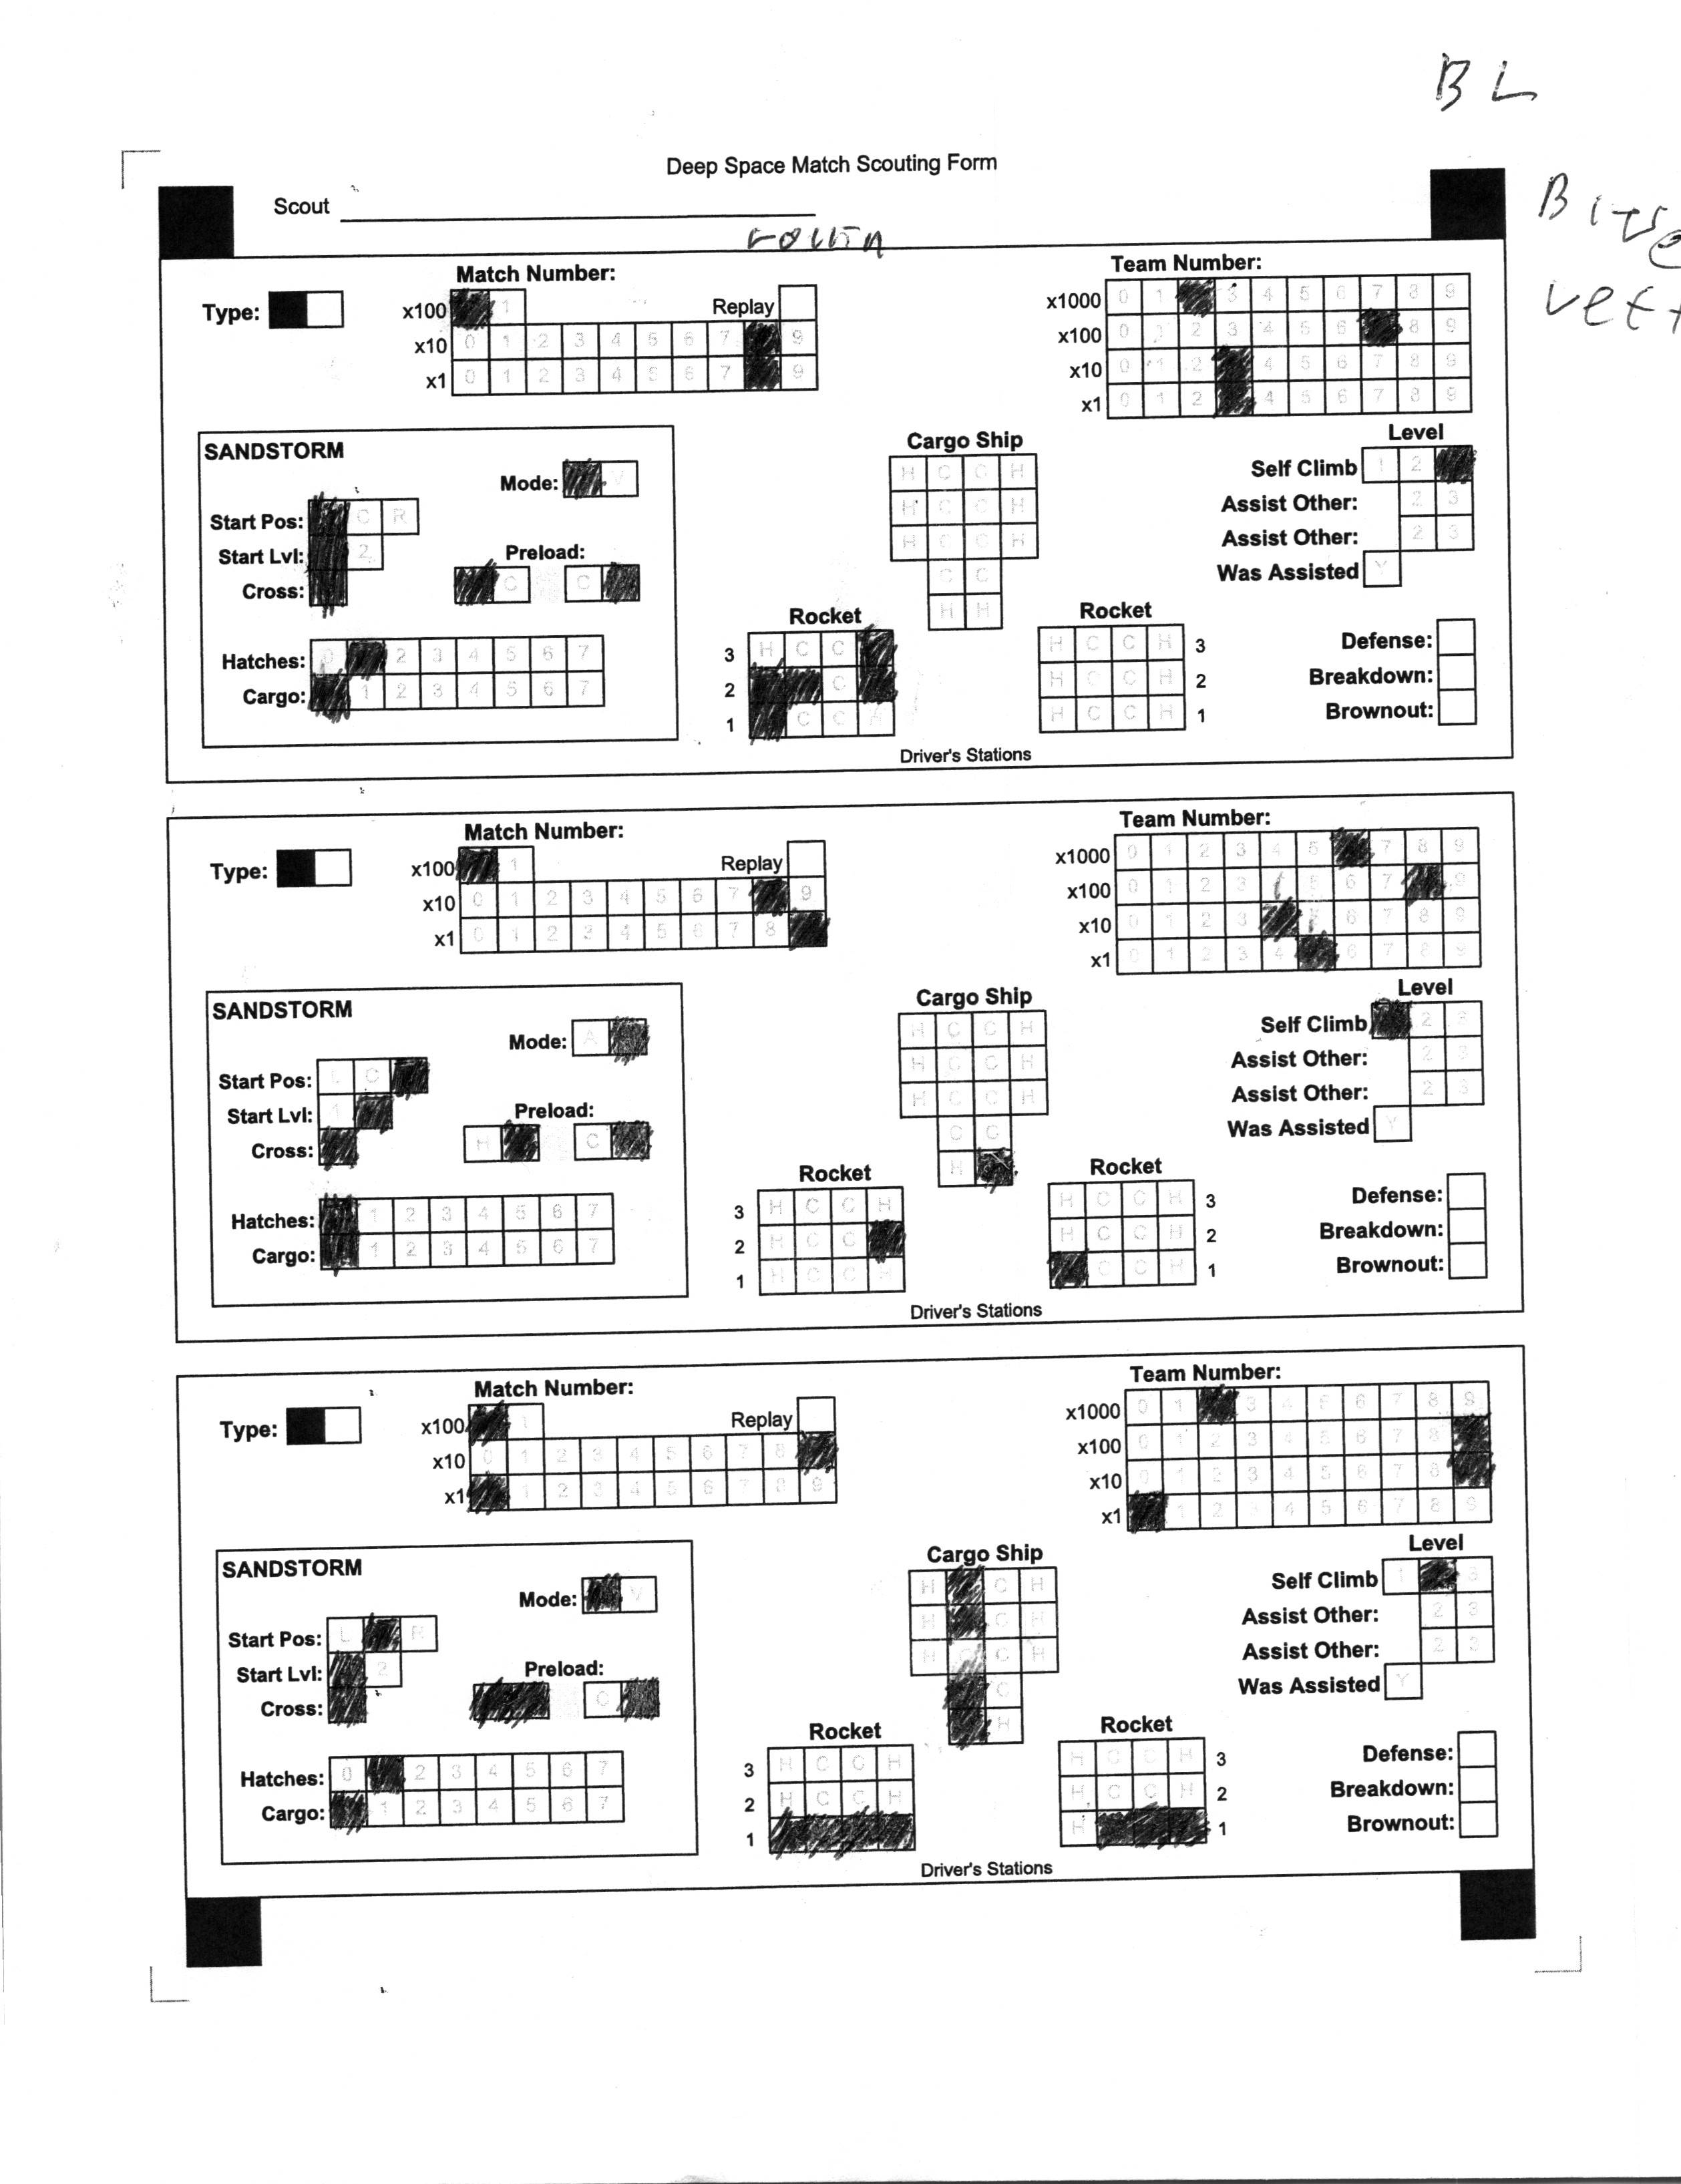 BL
Deep Space Match Scouting Form
Scout
Match Number:
Team Number:
Type:
x100 1 Replay
x10 0 1 2 3 4 5 6 7 9
x1 0 1 2 3 4 5 6 7 9
x1000 0 1 3 4 5 6 7 8 9
x100 0 1 2 3 4 5 6 8 9
x10 0 1 2 4 5 6 7 8 9
x1 0 1 2 4 5 6 7 8 9
SANDSTORM
Mode: V
Start Pos: C R
Start Lvl: 2
Cross:
Preload:
C C
Hatches: 0 2 3 4 5 6 7
Cargo: 1 2 3 4 5 6 7
Cargo Ship
H C C H
H C C H
H C C H
C C
H H
Level
Self Climb 1 2
Assist Other: 2 3
Assist Other: 2 3
Was Assisted Y
Rocket
3 H C C
2 C
1 C C H
Rocket
H C C H 3
H C C H 2
H C C H 1
Defense:
Breakdown:
Brownout:
Driver's Stations
Match Number:
Team Number:
Type:
x100 1 Replay
x10 0 1 2 3 4 5 6 7 9
x1 0 1 2 3 4 5 6 7 8
x1000 0 1 2 3 4 5 7 8 9
x100 0 1 2 3 5 6 7 9
x10 0 1 2 3 6 7 8 9
x1 0 1 2 3 4 6 7 8 9
SANDSTORM
Mode: A
Start Pos: L C
Start Lvl: 1
Cross:
Preload:
H C
Hatches: 1 2 3 4 5 6 7
Cargo: 1 2 3 4 5 6 7
Cargo Ship
H C C H
H C C H
H C C H
C C
H
Level
Self Climb 2 3
Assist Other: 2 3
Assist Other: 2 3
Was Assisted Y
Rocket
3 H C C H
2 H C C
1 H C C H
Rocket
H C C H 3
H C C H 2
C C H 1
Defense:
Breakdown:
Brownout:
Driver's Stations
Match Number:
Team Number:
Type:
x100 1 Replay
x10 0 1 2 3 4 5 6 7 8
x1 1 2 3 4 5 6 7 8 9
x1000 0 1 3 4 5 6 7 8 9
x100 0 1 2 3 4 5 6 7 8
x10 0 1 2 3 4 5 6 7 8
x1 1 2 3 4 5 6 7 8 9
SANDSTORM
Mode: V
Start Pos: L R
Start Lvl: 2
Cross:
Preload:
C
Hatches: 0 2 3 4 5 6 7
Cargo: 1 2 3 4 5 6 7
Cargo Ship
H C H
H C H
H C C H
C
H
Level
Self Climb 1 3
Assist Other: 2 3
Assist Other: 2 3
Was Assisted Y
Rocket
3 H C C H
2 H C C H
1
Rocket
H C C H 3
H C C H 2
H 1
Defense:
Breakdown:
Brownout:
Driver's Stations